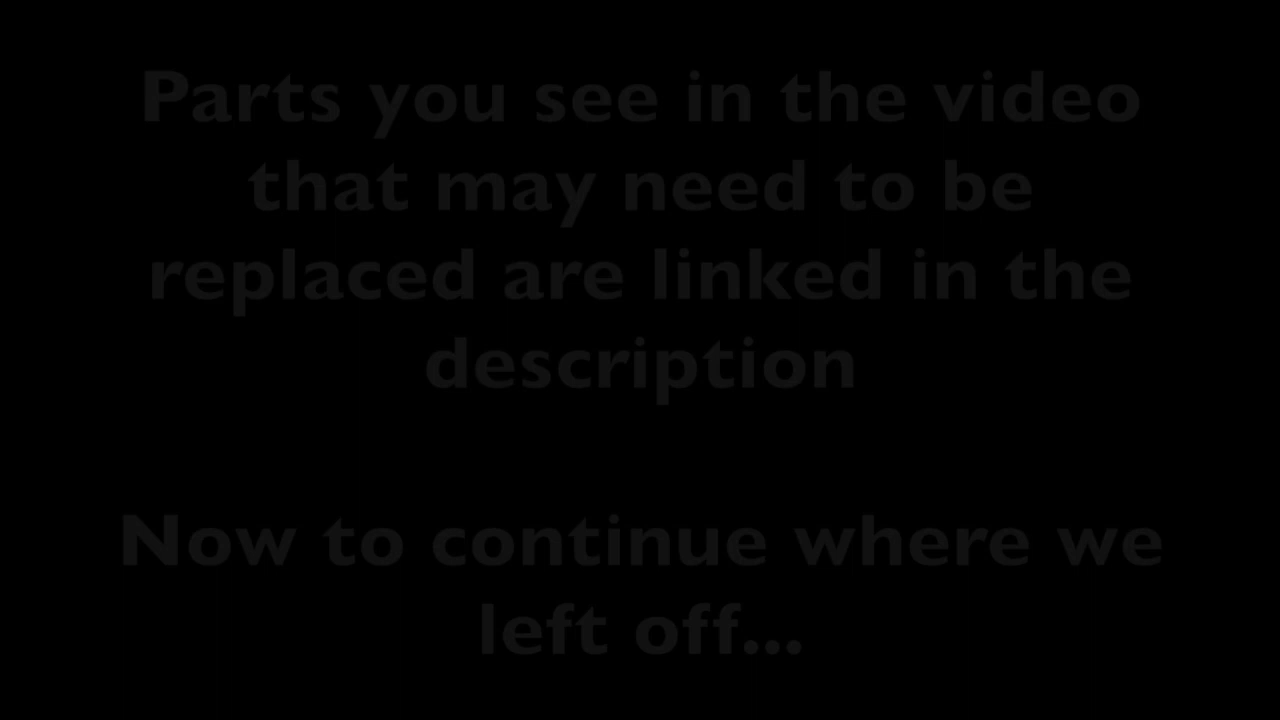 Parts you see in the video
that may need to be
replaced are linked in the
description
Now to continue where we
left off...